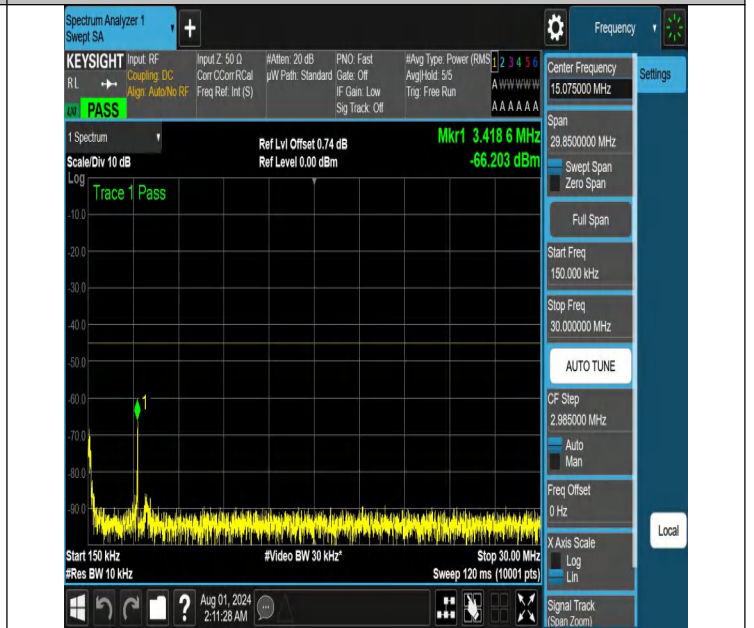 Spectrum Analyzer 1
Swept SA
+
Frequency
KEYSIGHT
RL
PASS
Input: RF
Coupling: DC
Align: Auto/No RF
Input Z: 50 Ω
Corr CCorr RCal
Freq Ref: Int (S)
#Atten: 20 dB
µW Path: Standard
PNO: Fast
Gate: Off
IF Gain: Low
Sig Track: Off
#Avg Type: Power (RMS
Avg|Hold: 5/5
Trig: Free Run
1 2 3 4 5 6
A W W W W W
A A A A A A
1 Spectrum
Scale/Div 10 dB
Ref Lvl Offset 0.74 dB
Ref Level 0.00 dBm
Mkr1 3.418 6 MHz
-66.203 dBm
Log
Trace 1 Pass
-10.0
-20.0
-30.0
-40.0
-50.0
-60.0
-70.0
-80.0
-90.0
1
Start 150 kHz
#Res BW 10 kHz
#Video BW 30 kHz*
Stop 30.00 MHz
Sweep 120 ms (10001 pts)
Center Frequency
15.075000 MHz
Settings
Span
29.8500000 MHz
Swept Span
Zero Span
Full Span
Start Freq
150.000 kHz
Stop Freq
30.000000 MHz
AUTO TUNE
CF Step
2.985000 MHz
Auto
Man
Freq Offset
0 Hz
X Axis Scale
Log
Lin
Local
Signal Track
(Span Zoom)
?
Aug 01, 2024
2:11:28 AM